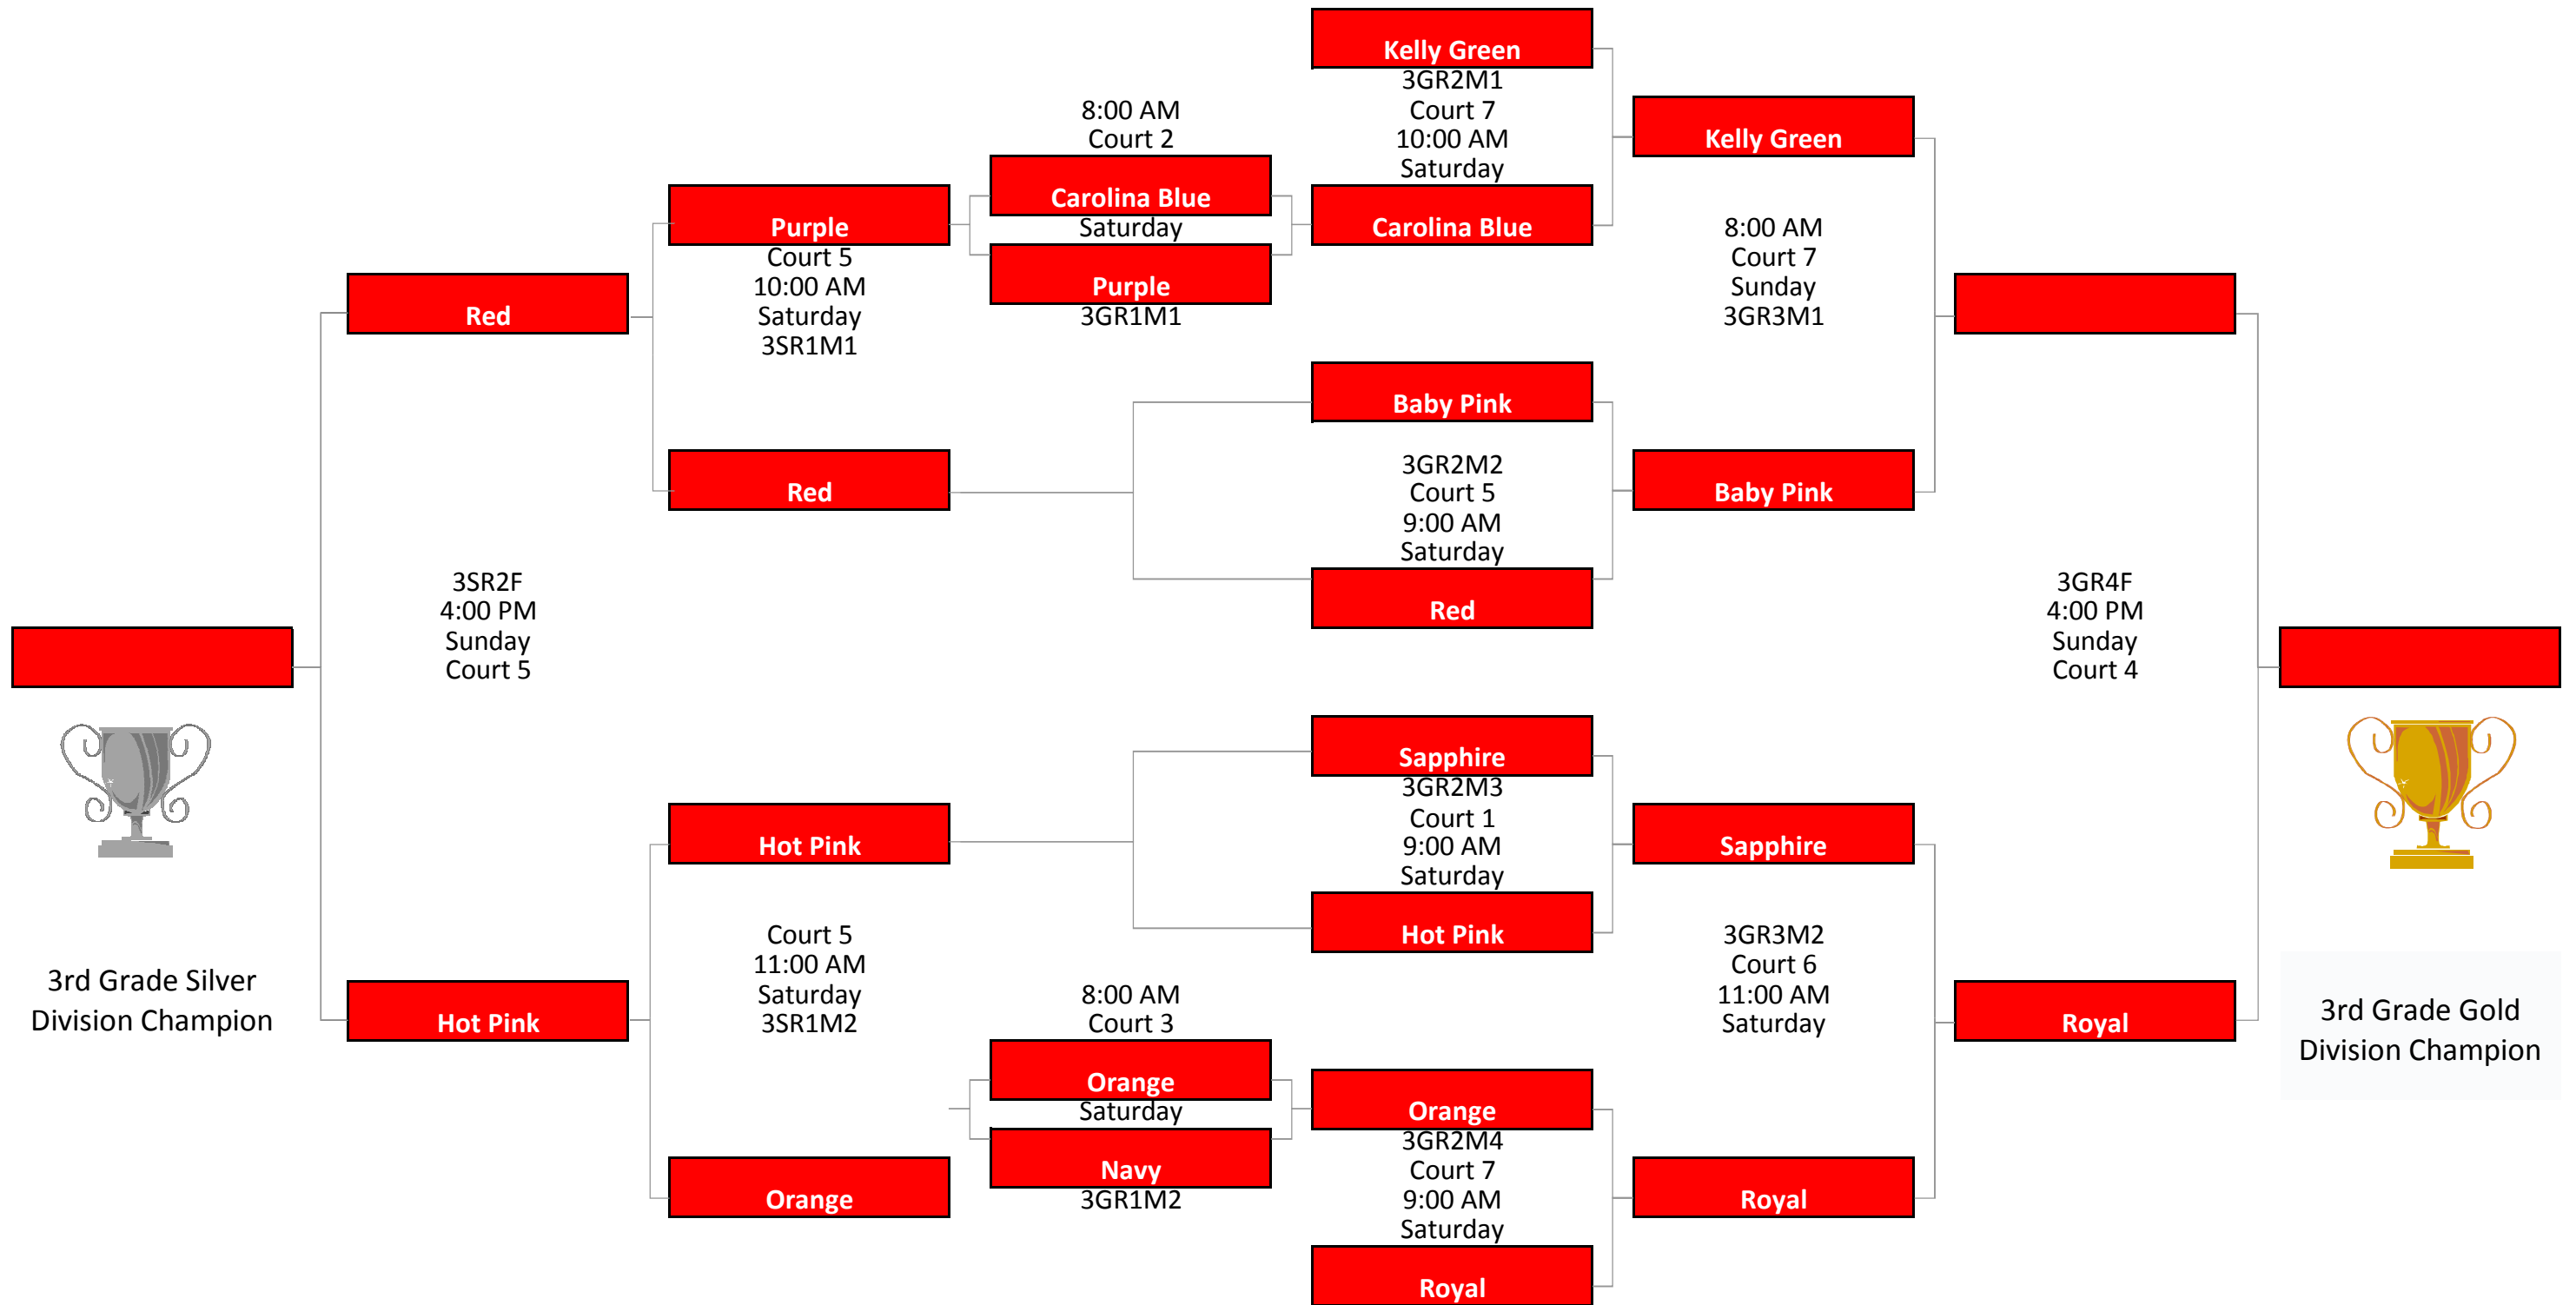 Kelly Green
3GR2M1
Court 7
10:00 AM
Saturday
Carolina Blue
8:00 AM
Court 2
Carolina Blue
Saturday
Purple
3GR1M1
Purple
Court 5
10:00 AM
Saturday
3SR1M1
Red
Red
Kelly Green
8:00 AM
Court 7
Sunday
3GR3M1
Baby Pink
Baby Pink
3GR2M2
Court 5
9:00 AM
Saturday
Red
3SR2F
4:00 PM
Sunday
Court 5
3GR4F
4:00 PM
Sunday
Court 4
Sapphire
3GR2M3
Court 1
9:00 AM
Saturday
Hot Pink
Hot Pink
Court 5
11:00 AM
Saturday
3SR1M2
Orange
Sapphire
3GR3M2
Court 6
11:00 AM
Saturday
Royal
3rd Grade Silver
Division Champion
Hot Pink
8:00 AM
Court 3
Orange
Saturday
Navy
3GR1M2
Orange
3GR2M4
Court 7
9:00 AM
Saturday
Royal
Royal
3rd Grade Gold
Division Champion